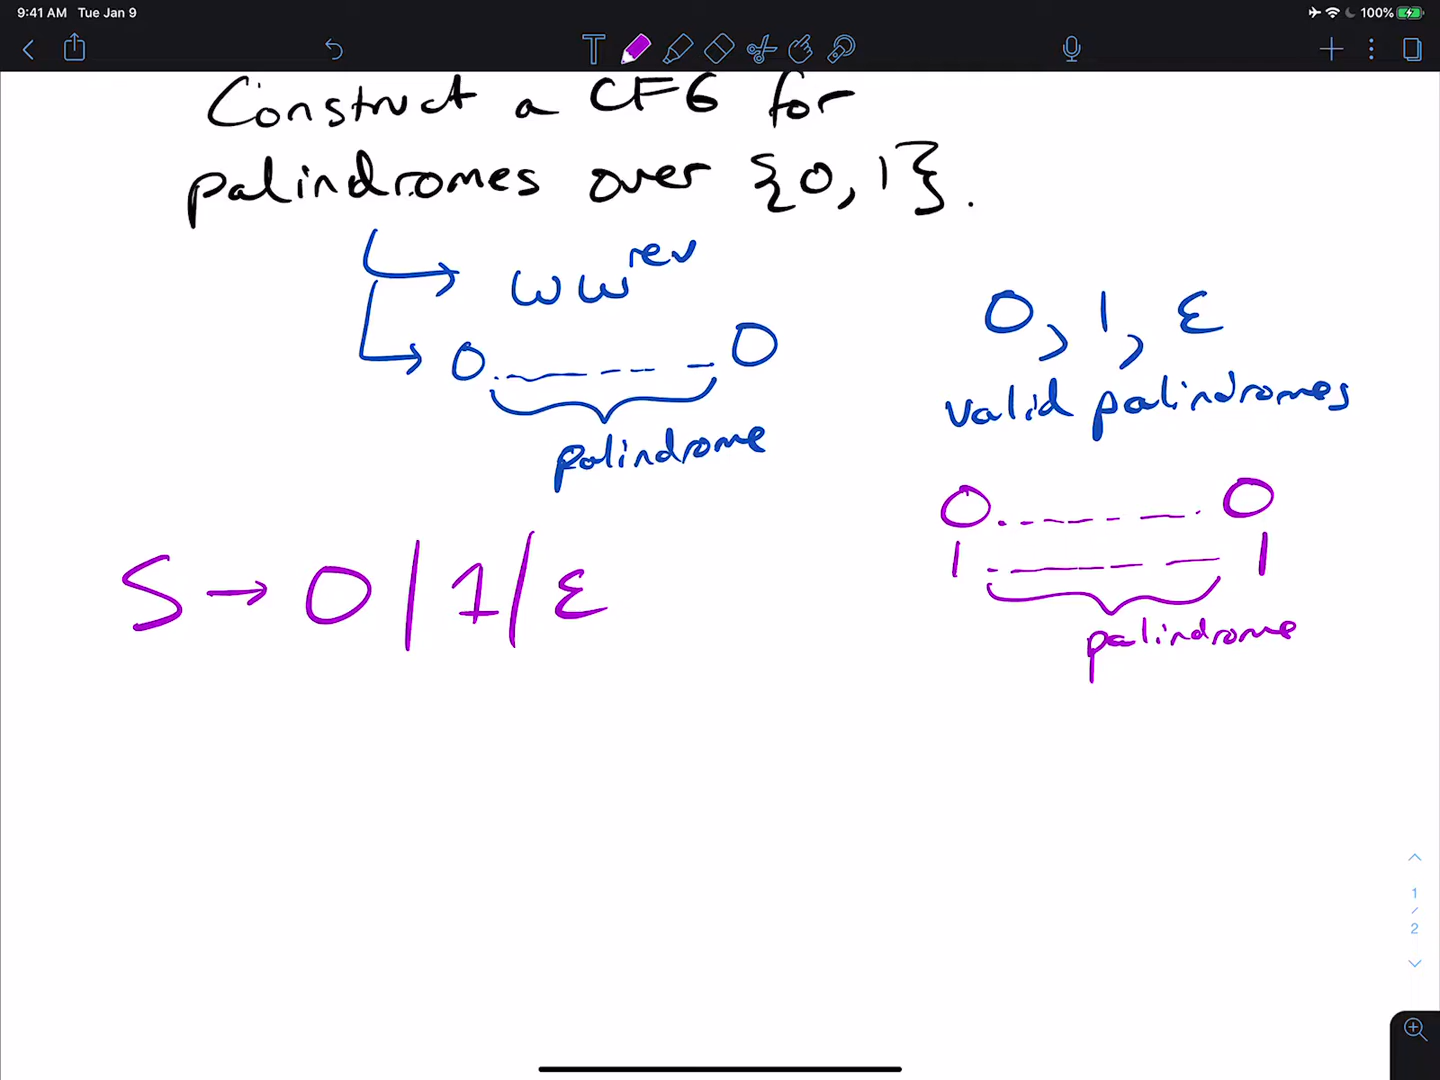 9:41 AM Tue Jan 9
100%
Construct a CFG for
palindromes over {0, 1}.
ww^rev
0 _ _ _ _ 0
palindrome
0, 1, ε
valid palindromes
0 _ _ _ _ 0
1 _ _ _ _ 1
palindrome
S → 0 | 1 | ε
1
/
2